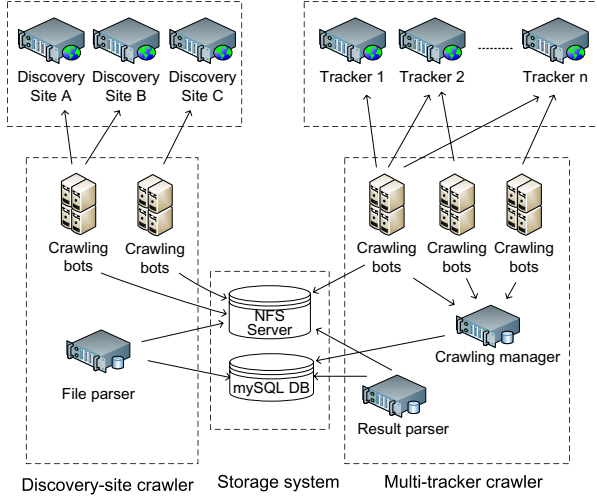 Discovery Site A
Discovery Site B
Discovery Site C
Tracker 1
Tracker 2
Tracker n
Crawling bots
Crawling bots
Crawling bots
Crawling bots
Crawling bots
NFS Server
mySQL DB
File parser
Crawling manager
Result parser
Discovery-site crawler
Storage system
Multi-tracker crawler